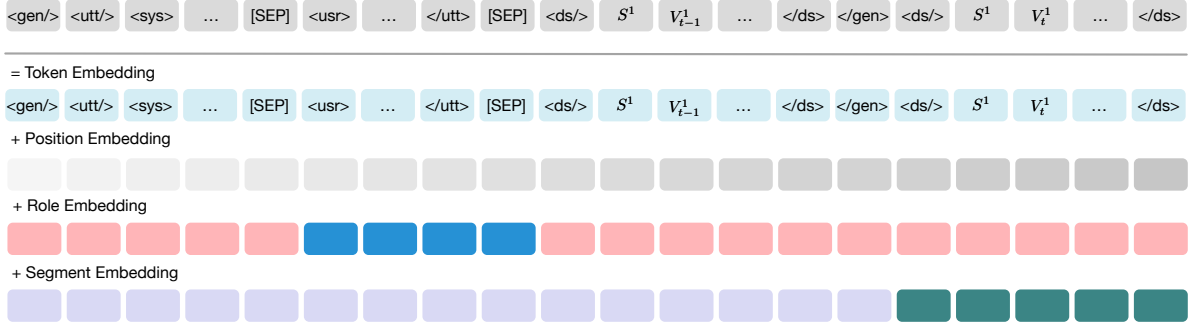 <gen/> <utt/> <sys> ... [SEP] <usr> ... </utt> [SEP] <ds/> S¹ V¹ₜ₋₁ ... </ds> </gen> <ds/> S¹ V¹ₜ ... </ds>
= Token Embedding
<gen/> <utt/> <sys> ... [SEP] <usr> ... </utt> [SEP] <ds/> S¹ V¹ₜ₋₁ ... </ds> </gen> <ds/> S¹ V¹ₜ ... </ds>
+ Position Embedding
+ Role Embedding
+ Segment Embedding